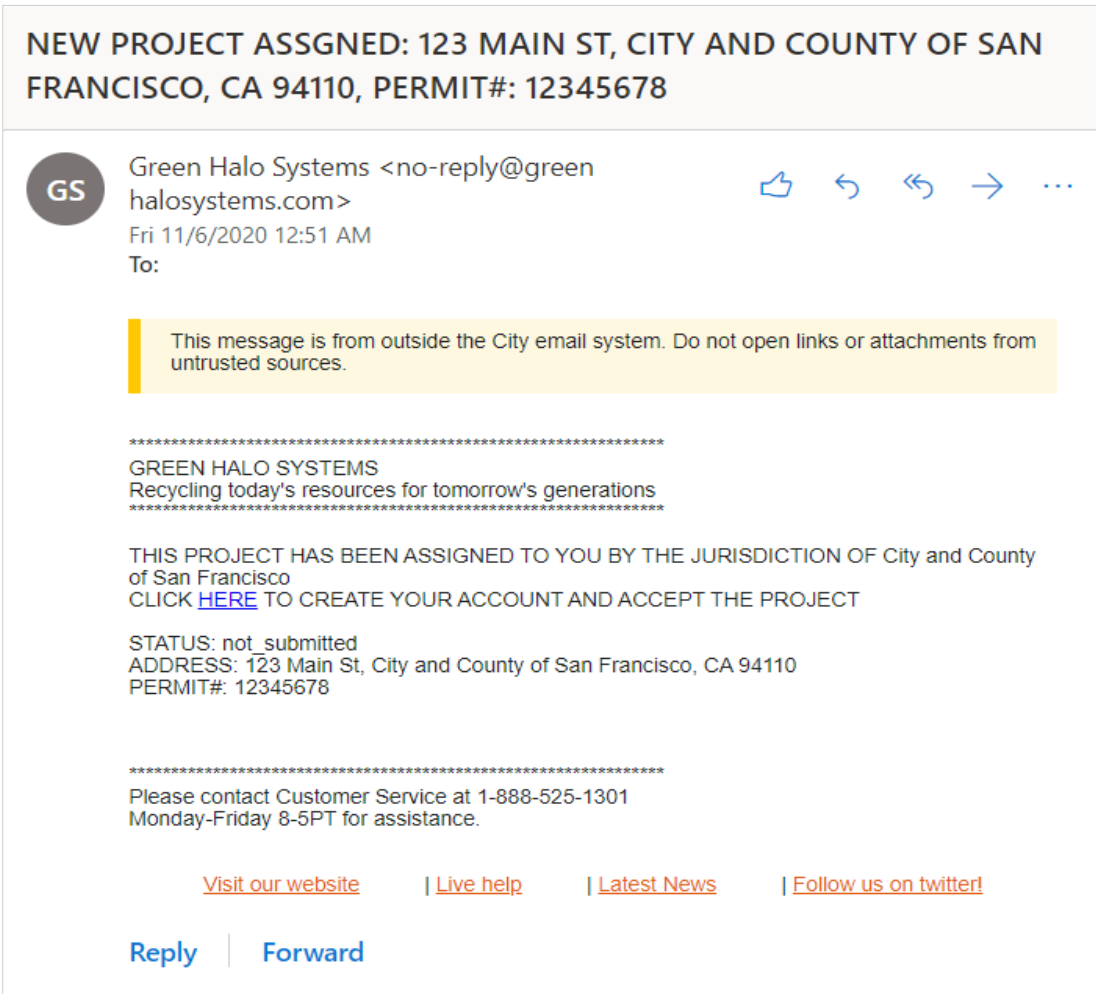 NEW PROJECT ASSGNED: 123 MAIN ST, CITY AND COUNTY OF SAN
FRANCISCO, CA 94110, PERMIT#: 12345678
GS
Green Halo Systems <no-reply@green
halosystems.com>
Fri 11/6/2020 12:51 AM
To:
This message is from outside the City email system. Do not open links or attachments from
untrusted sources.
****************************************************************
GREEN HALO SYSTEMS
Recycling today's resources for tomorrow's generations
****************************************************************
THIS PROJECT HAS BEEN ASSIGNED TO YOU BY THE JURISDICTION OF City and County
of San Francisco
CLICK HERE TO CREATE YOUR ACCOUNT AND ACCEPT THE PROJECT
STATUS: not_submitted
ADDRESS: 123 Main St, City and County of San Francisco, CA 94110
PERMIT#: 12345678
****************************************************************
Please contact Customer Service at 1-888-525-1301
Monday-Friday 8-5PT for assistance.
Visit our website | Live help | Latest News | Follow us on twitter!
Reply | Forward